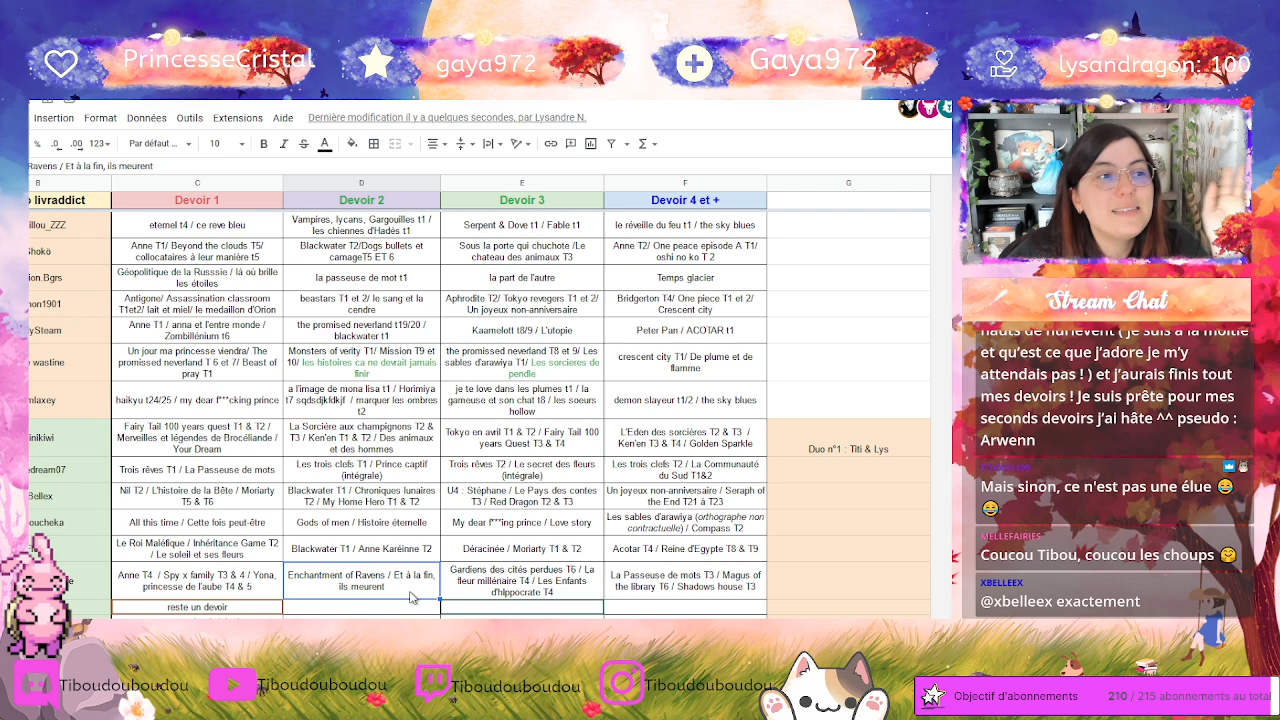 PrincesseCristal
gaya972
Gaya972
lysandragon: 100
Insertion Format Données Outils Extensions Aide Dernière modification il y a quelques secondes, par Lysandre N.
% .0 .00 123 Par défaut ... 10 B I S A
Ravens / Et à la fin, ils meurent
B C D E F G
livraddict Devoir 1 Devoir 2 Devoir 3 Devoir 4 et +
illou_ZZZ eternel t4 / ce reve bleu Vampires, lycans, Gargouilles t1 / les chiennes d'Hadès t1 Serpent & Dove t1 / Fable t1 le réveille du feu t1 / the sky blues
Shokö Anne T1/ Beyond the clouds T5/ collocataires à leur manière t5 Blackwater T2/Dogs bullets et carnageT5 ET 6 Sous la porte qui chuchote /Le chateau des animaux T3 Anne T2/ One peace episode A T1/ oshi no ko T 2
ion.Bgrs Géopolitique de la Russsie / là où brille les étoiles la passeuse de mot t1 la part de l'autre Temps glacier
non1901 Antigone/ Assassination classroom T1et2/ lait et miel/ le medaillon d'Orion beastars T1 et 2/ le sang et la cendre Aphrodite T2/ Tokyo revegers T1 et 2/ Un joyeux non-anniversaire Bridgerton T4/ One piece T1 et 2/ Crescent city
ySteam Anne T1 / anna et l'entre monde / Zombillénium t6 the promised neverland t19/20 / blackwater t1 Kaamelott t8/9 / L'utopie Peter Pan / ACOTAR t1
wastine Un jour ma princesse viendra/ The promised neverland T 6 et 7/ Beast of pray T1 Monsters of verity T1/ Mission T9 et 10/ les histoires ca ne devrait jamais finir the promised neverland T8 et 9/ Les sables d'arawiya T1/ Les sorcieres de pendle crescent city T1/ De plume et de flamme
mlaxey haikyu t24/25 / my dear f***cking prince a l'image de mona lisa t1 / Horimiya t7 sqdsdjkfdkjf / marquer les ombres t2 je te love dans les plumes t1 / la gameuse et son chat t8 / les soeurs hollow demon slayeur t1/2 / the sky blues
inikiwi Fairy Tail 100 years quest T1 & T2 / Merveilles et légendes de Brocéliande / Your Dream La Sorcière aux champignons T2 & T3 / Ken'en T1 & T2 / Des animaux et des hommes Tokyo en avril T1 & T2 / Fairy Tail 100 years Quest T3 & T4 L'Eden des sorcières T2 & T3 / Ken'en T3 & T4 / Golden Sparkle Duo n°1 : Titi & Lys
edream07 Trois rêves T1 / La Passeuse de mots Les trois clefs T1 / Prince captif (intégrale) Trois rêves T2 / Le secret des fleurs (intégrale) Les trois clefs T2 / La Communauté du Sud T1&2
Bellex Nil T2 / L'histoire de la Bête / Moriarty T5 & T6 Blackwater T1 / Chroniques lunaires T2 / My Home Hero T1 & T2 U4 : Stéphane / Le Pays des contes T3 / Red Dragon T2 & T3 Un joyeux non-anniversaire / Seraph of the End T21 à T23
oucheka All this time / Cette fois peut-être Gods of men / Histoire éternelle My dear f***ing prince / Love story Les sables d'arawiya (orthographe non contractuelle) / Compass T2
Le Roi Maléfique / Inhéritance Game T2 / Le soleil et ses fleurs Blackwater T1 / Anne Karéinne T2 Déracinée / Moriarty T1 & T2 Acotar T4 / Reine d'Egypte T8 & T9
e Anne T4 / Spy x family T3 & 4 / Yona, princesse de l'aube T4 & 5 Enchantment of Ravens / Et à la fin, ils meurent Gardiens des cités perdues T6 / La fleur millénaire T4 / Les Enfants d'hIppocrate T4 La Passeuse de mots T3 / Magus of the library T6 / Shadows house T3
reste un devoir
Stream Chat
hauts de hurlevent ( je suis à la moitié
et qu'est ce que j'adore je m'y
attendais pas ! ) et j'aurais finis tout
mes devoirs ! Je suis prête pour mes
seconds devoirs j'ai hâte ^^ pseudo :
Arwenn
Mais sinon, ce n'est pas une élue 😂
😂
MELLEFAIRIES
Coucou Tibou, coucou les choups 🤗
XBELLEEX
@xbelleex exactement
Tiboudouboudou
Tiboudouboudou
Tiboudouboudou
Tiboudouboudou
Objectif d'abonnements 210 / 215 abonnements au total